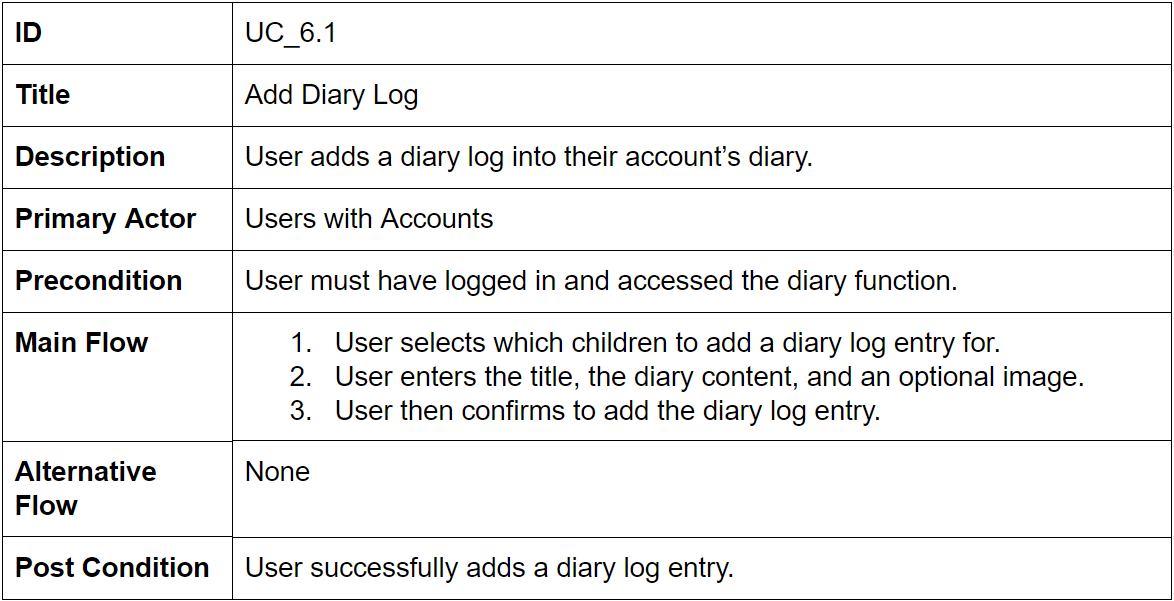 ID UC_6.1
Title Add Diary Log
Description User adds a diary log into their account’s diary.
Primary Actor Users with Accounts
Precondition User must have logged in and accessed the diary function.
Main Flow 1. User selects which children to add a diary log entry for.
2. User enters the title, the diary content, and an optional image.
3. User then confirms to add the diary log entry.
Alternative None
Flow
Post Condition User successfully adds a diary log entry.